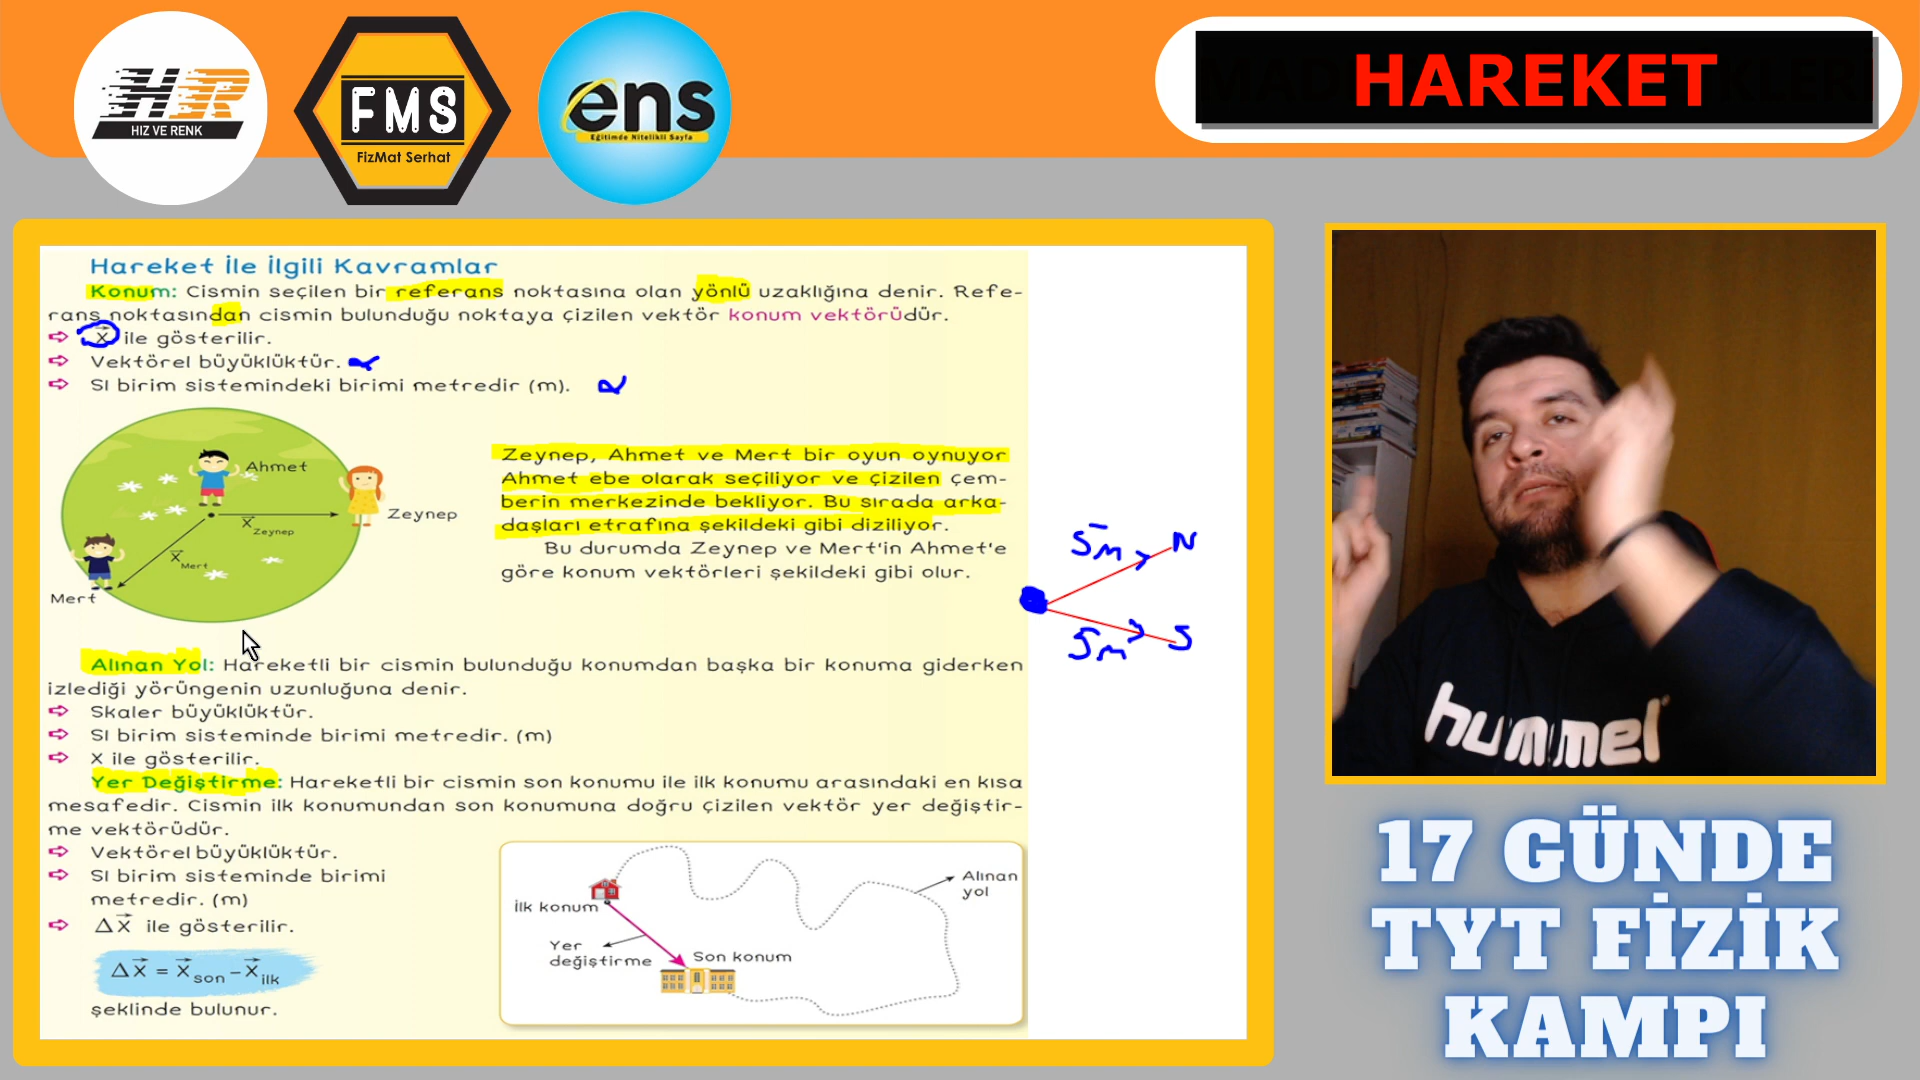 HR
HIZ VE RENK
FMS
FizMat Serhat
ens
Eğitimde Nitelikli Sayfa
HAREKET
Hareket İle İlgili Kavramlar
Konum: Cismin seçilen bir referans noktasına olan yönlü uzaklığına denir. Refe-
rans noktasından cismin bulunduğu noktaya çizilen vektör konum vektörüdür.
⇨ x⃗ ile gösterilir.
⇨ Vektörel büyüklüktür.
⇨ SI birim sistemindeki birimi metredir (m).
Ahmet
Zeynep
x⃗ Zeynep
x⃗ Mert
Mert
Zeynep, Ahmet ve Mert bir oyun oynuyor
Ahmet ebe olarak seçiliyor ve çizilen çem-
berin merkezinde bekliyor. Bu sırada arka-
daşları etrafına şekildeki gibi diziliyor.
Bu durumda Zeynep ve Mert'in Ahmet'e
göre konum vektörleri şekildeki gibi olur.
5m N
5m S
Alınan Yol: Hareketli bir cismin bulunduğu konumdan başka bir konuma giderken
izlediği yörüngenin uzunluğuna denir.
⇨ Skaler büyüklüktür.
⇨ SI birim sisteminde birimi metredir. (m)
⇨ X ile gösterilir.
Yer Değiştirme: Hareketli bir cismin son konumu ile ilk konumu arasındaki en kısa
mesafedir. Cismin ilk konumundan son konumuna doğru çizilen vektör yer değiştir-
me vektörüdür.
⇨ Vektörel büyüklüktür.
⇨ SI birim sisteminde birimi
metredir. (m)
⇨ Δx⃗ ile gösterilir.
Δx⃗ = x⃗son – x⃗ilk
şeklinde bulunur.
İlk konum
Yer
değiştirme
Son konum
Alınan
yol
hummel
17 GÜNDE
TYT FİZİK
KAMPI